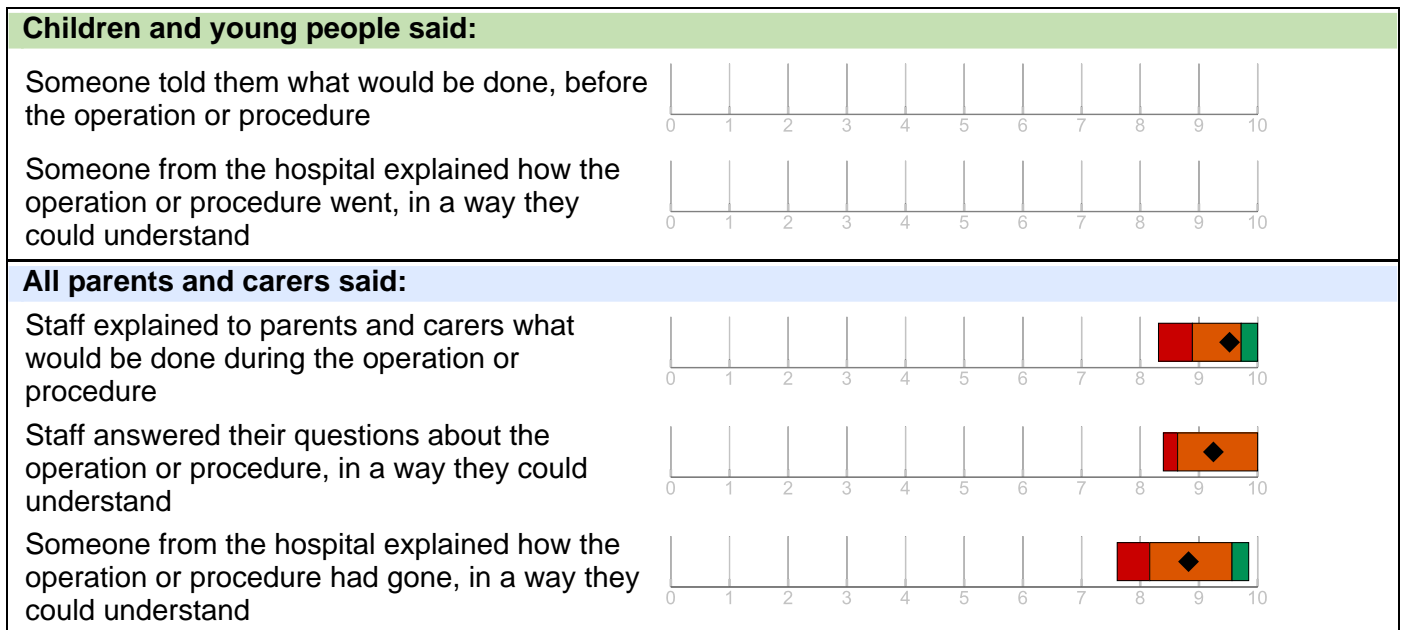 Children and young people said:
Someone told them what would be done, before
the operation or procedure
0 1 2 3 4 5 6 7 8 9 10
Someone from the hospital explained how the
operation or procedure went, in a way they
could understand
0 1 2 3 4 5 6 7 8 9 10
All parents and carers said:
Staff explained to parents and carers what
would be done during the operation or
procedure
0 1 2 3 4 5 6 7 8 9 10
Staff answered their questions about the
operation or procedure, in a way they could
understand
0 1 2 3 4 5 6 7 8 9 10
Someone from the hospital explained how the
operation or procedure had gone, in a way they
could understand
0 1 2 3 4 5 6 7 8 9 10